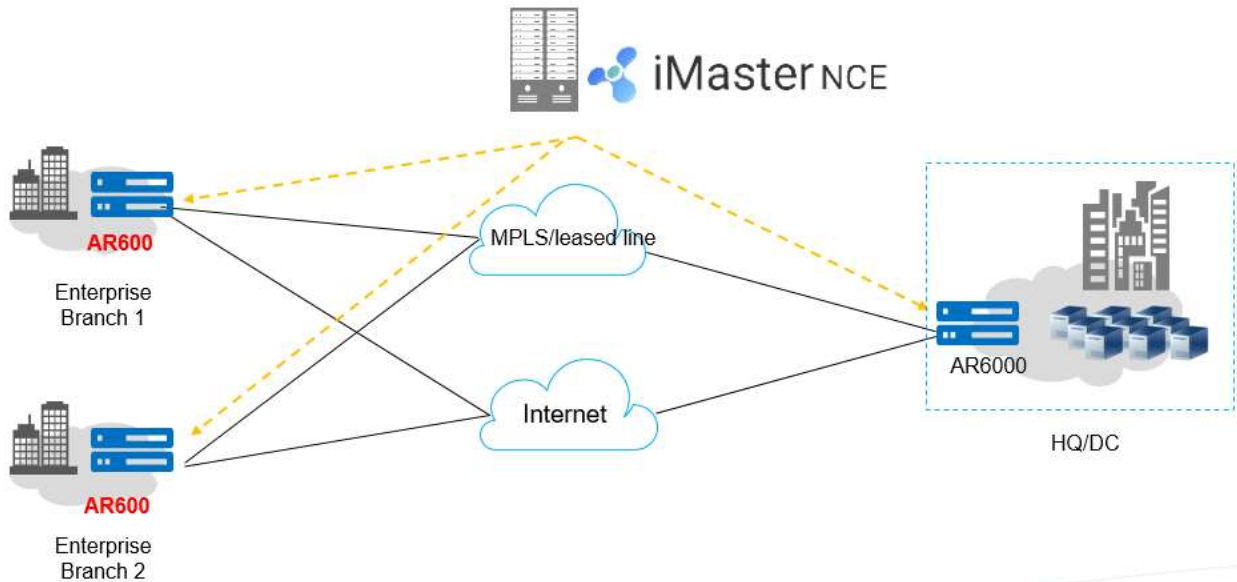 iMaster NCE
AR600
Enterprise
Branch 1
MPLS/leased line
AR6000
Internet
HQ/DC
AR600
Enterprise
Branch 2